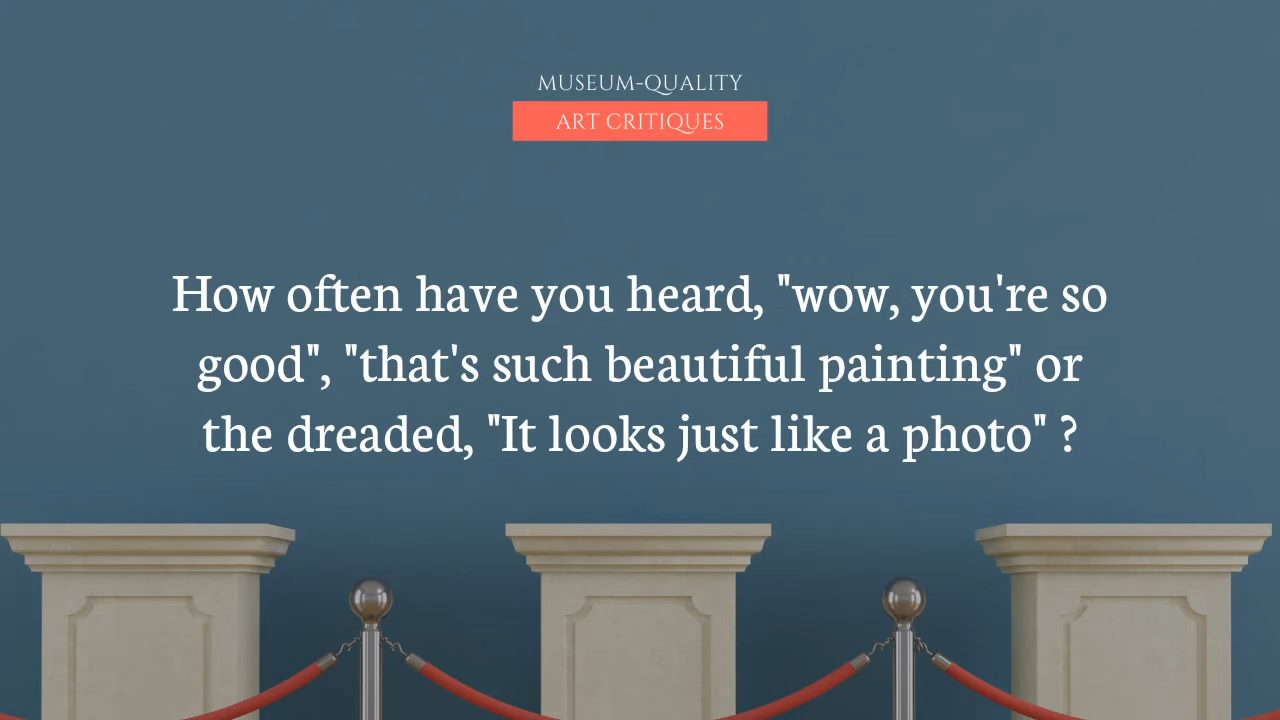 MUSEUM-QUALITY
ART CRITIQUES
How often have you heard, "wow, you're so
good", "that's such beautiful painting" or
the dreaded, "It looks just like a photo" ?